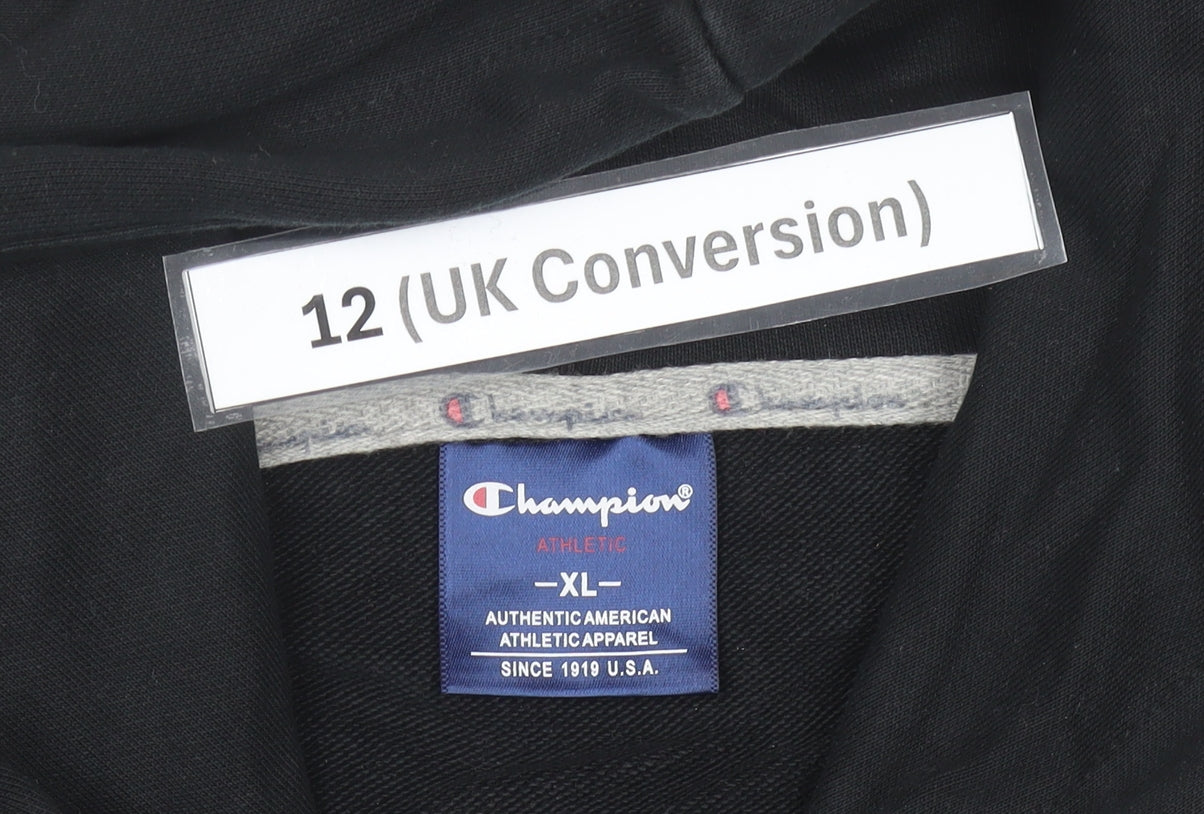 12 (UK Conversion)
Champion Champion
Champion®
ATHLETIC
—XL—
AUTHENTIC AMERICAN
ATHLETIC APPAREL
SINCE 1919 U.S.A.